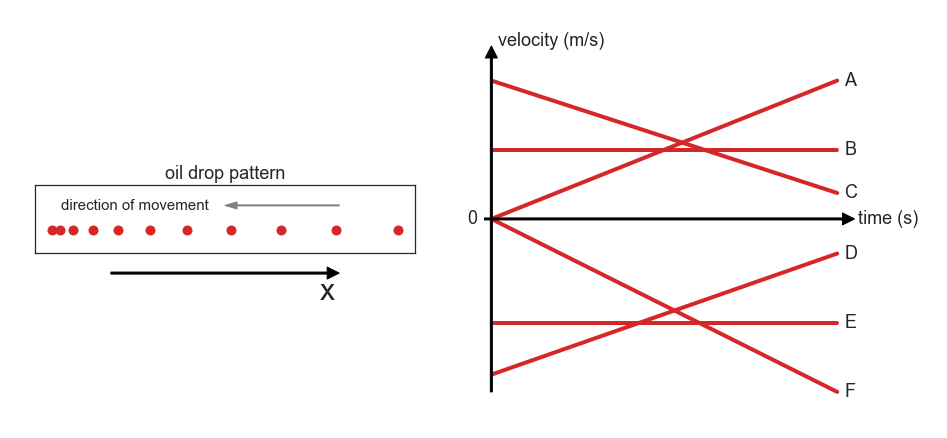 oil drop pattern
direction of movement
X
velocity (m/s)
A
B
C
0
time (s)
D
E
F